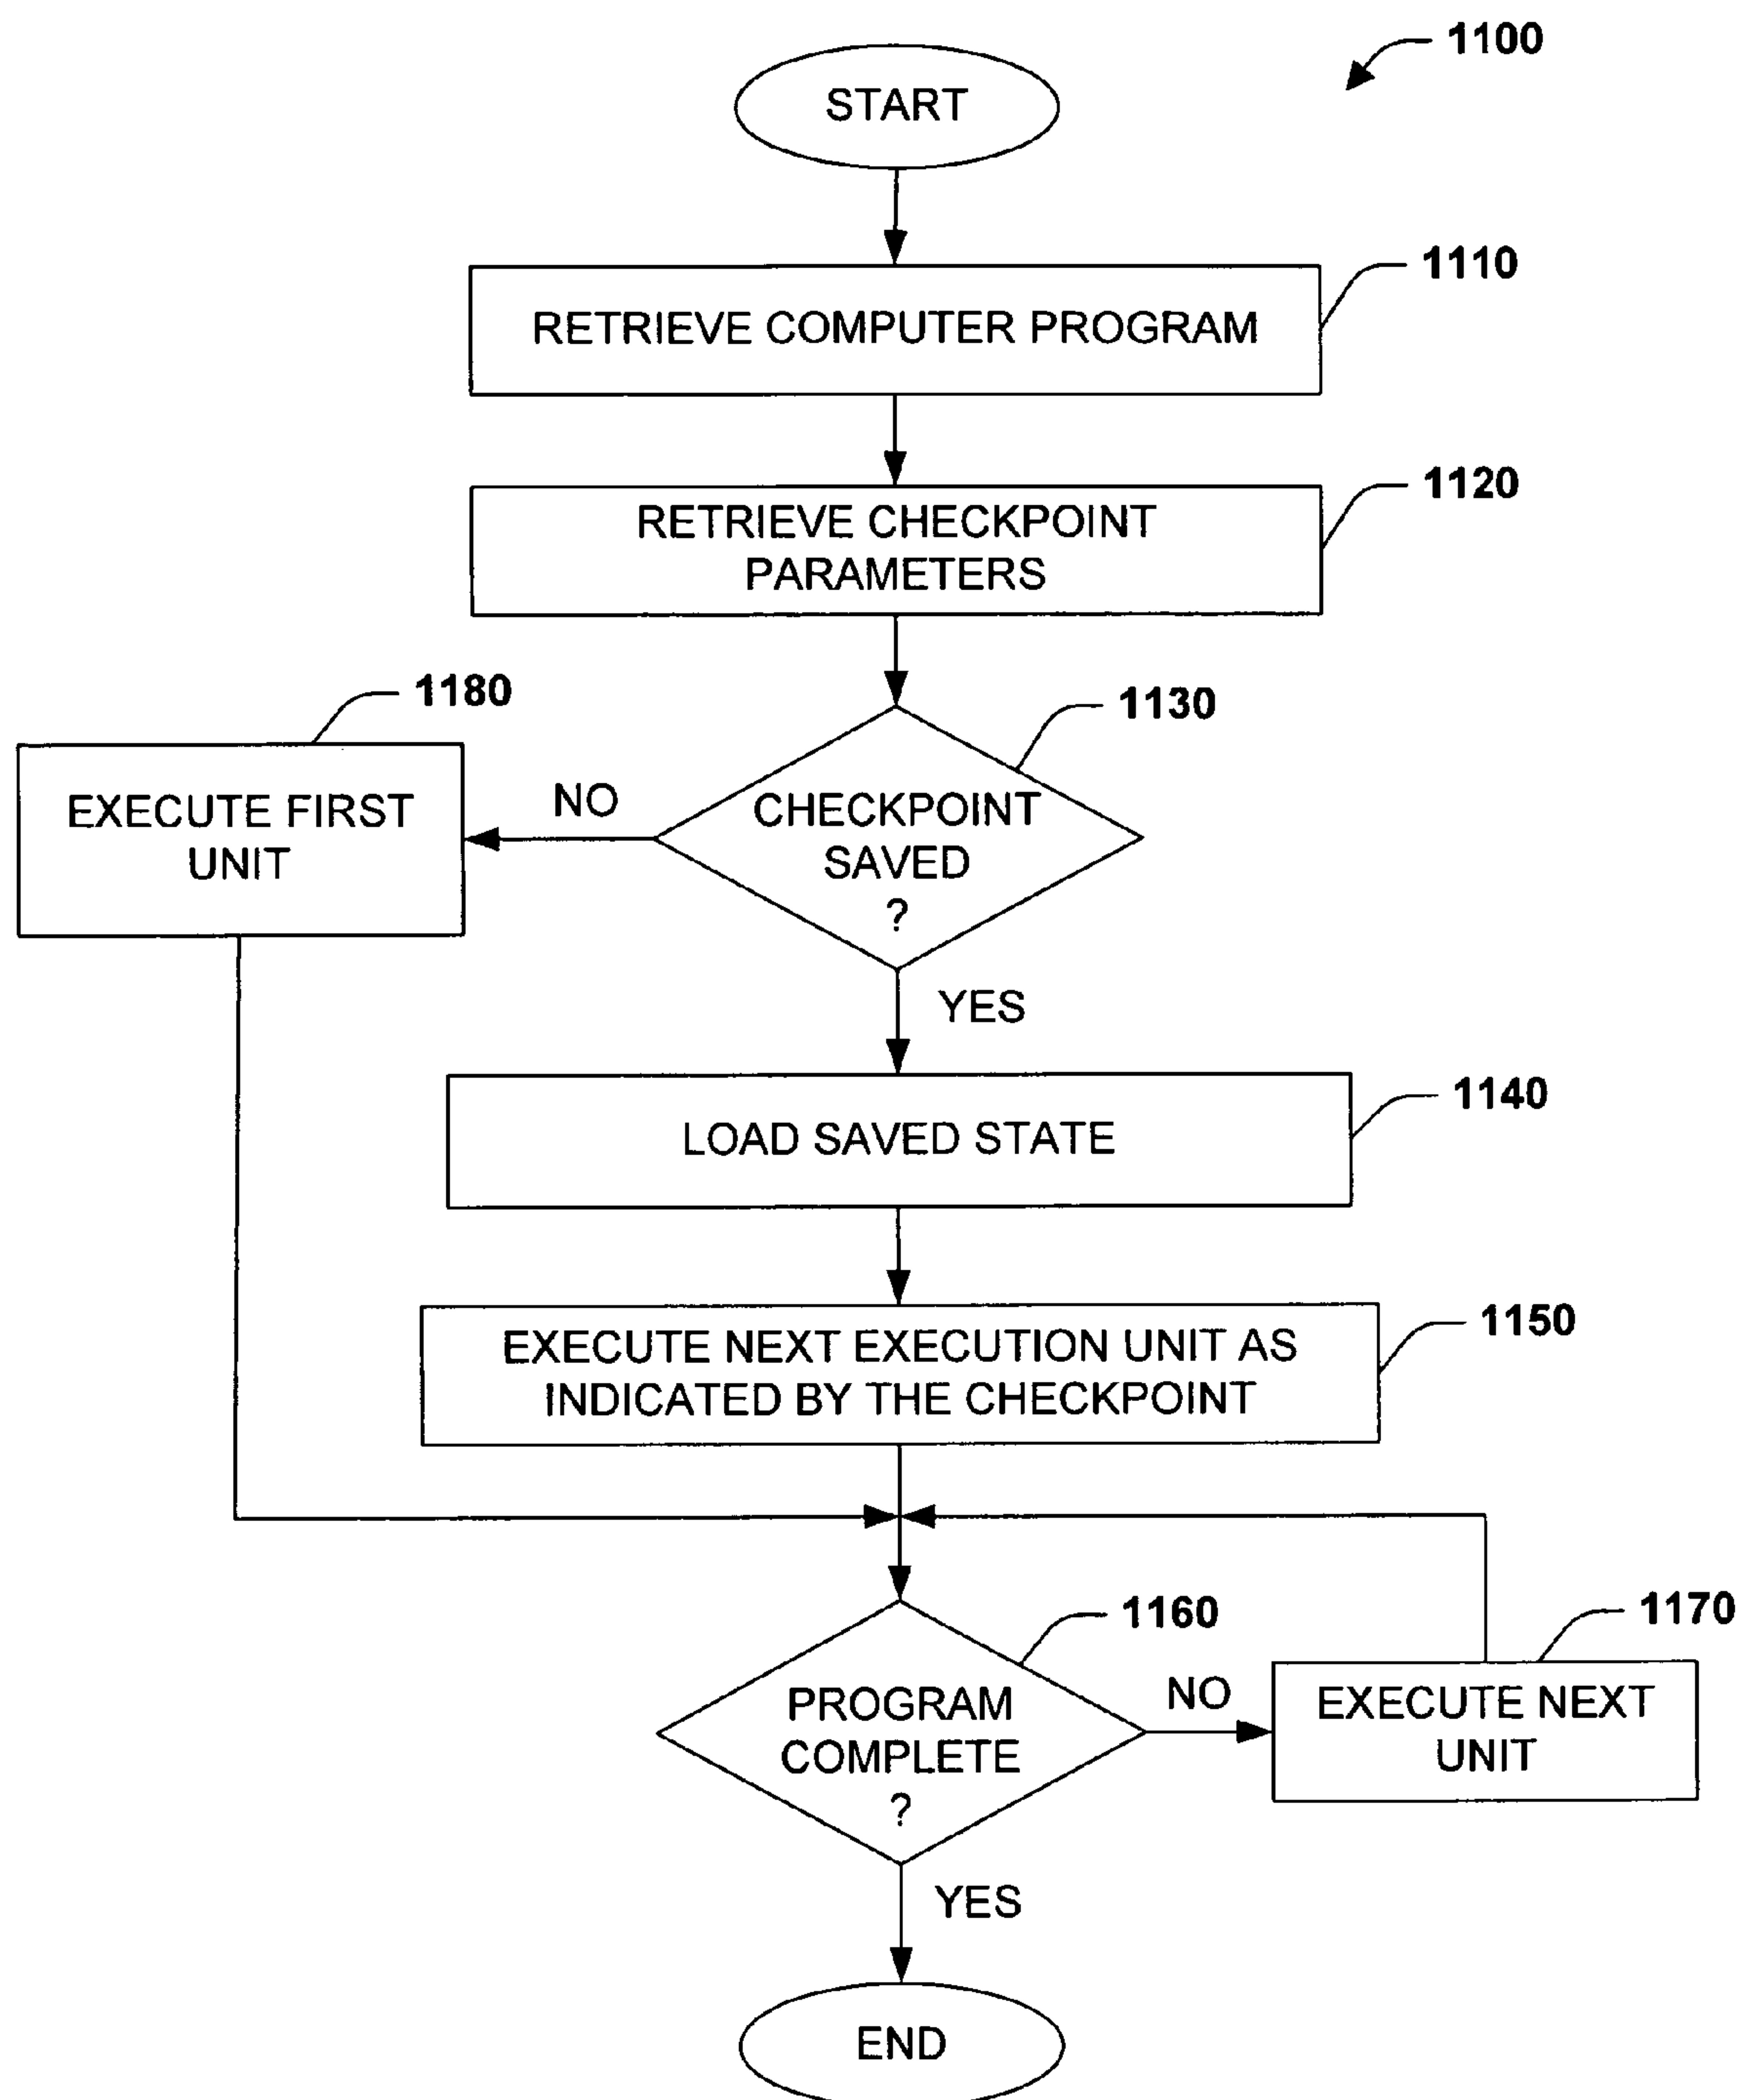 1100
START
1110
RETRIEVE COMPUTER PROGRAM
1120
RETRIEVE CHECKPOINT
PARAMETERS
1180
1130
EXECUTE FIRST
UNIT
NO
CHECKPOINT
SAVED
?
YES
1140
LOAD SAVED STATE
1150
EXECUTE NEXT EXECUTION UNIT AS
INDICATED BY THE CHECKPOINT
1160
1170
PROGRAM
COMPLETE
?
NO
EXECUTE NEXT
UNIT
YES
END